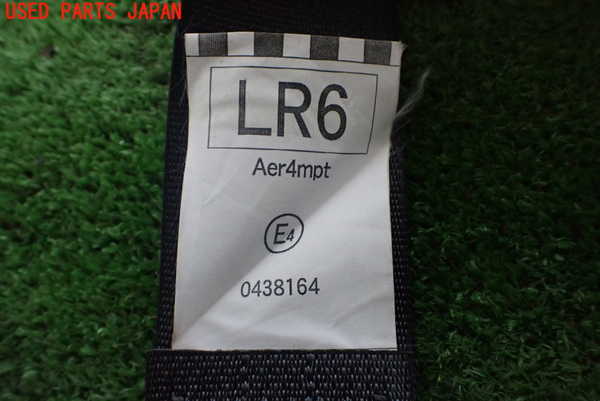 USED PARTS JAPAN
LR6
Aer4mpt
E4
0438164